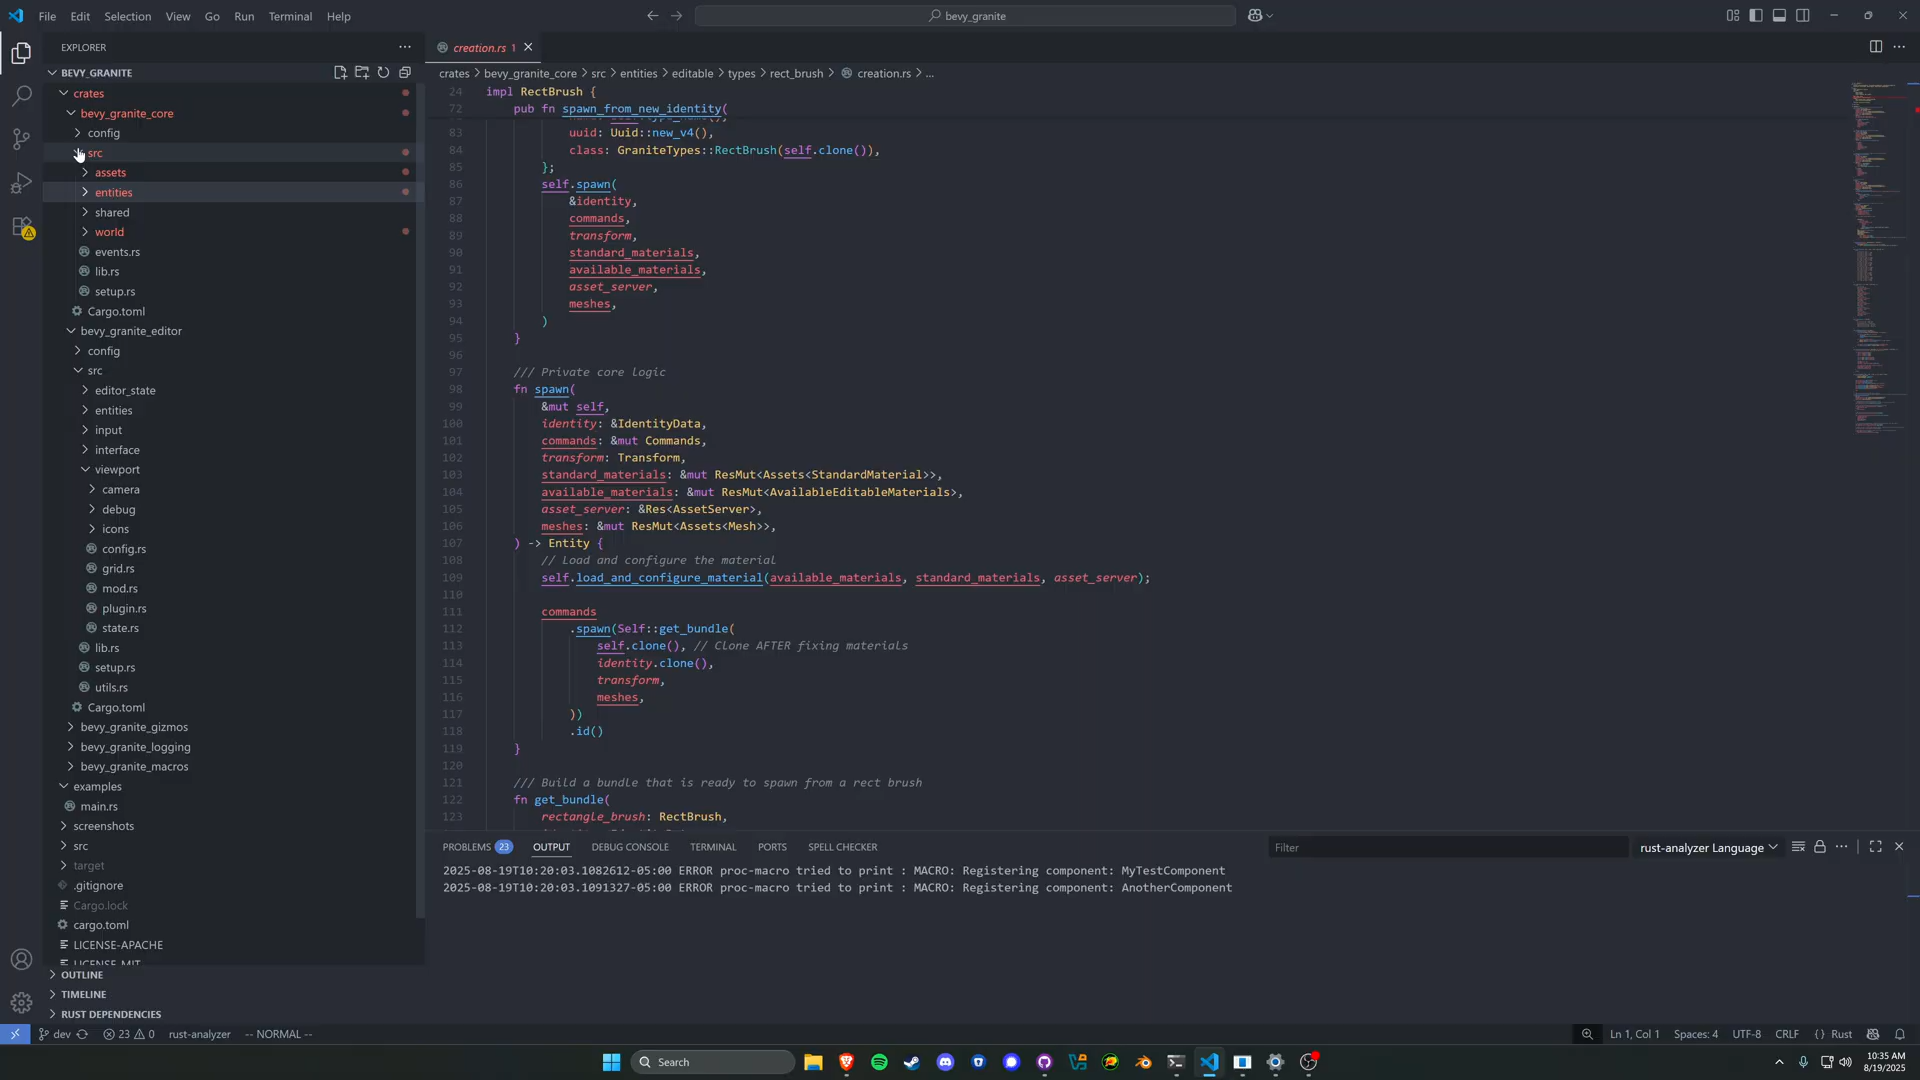 File Edit Selection View Go Run Terminal Help
bevy_granite
EXPLORER
BEVY_GRANITE
crates
bevy_granite_core
config
src
assets
entities
shared
world
events.rs
lib.rs
setup.rs
Cargo.toml
bevy_granite_editor
config
src
editor_state
entities
input
interface
viewport
camera
debug
icons
config.rs
grid.rs
mod.rs
plugin.rs
state.rs
lib.rs
setup.rs
utils.rs
Cargo.toml
bevy_granite_gizmos
bevy_granite_logging
bevy_granite_macros
examples
main.rs
screenshots
src
target
.gitignore
Cargo.lock
cargo.toml
LICENSE-APACHE
LICENSE-MIT
OUTLINE
TIMELINE
RUST DEPENDENCIES
creation.rs 1
crates > bevy_granite_core > src > entities > editable > types > rect_brush > creation.rs > ...
24 impl RectBrush {
72 pub fn spawn_from_new_identity(
83 uuid: Uuid::new_v4(),
84 class: GraniteTypes::RectBrush(self.clone()),
85 };
86 self.spawn(
87 &identity,
88 commands,
89 transform,
90 standard_materials,
91 available_materials,
92 asset_server,
93 meshes,
94 )
95 }
96
97 /// Private core logic
98 fn spawn(
99 &mut self,
100 identity: &IdentityData,
101 commands: &mut Commands,
102 transform: Transform,
103 standard_materials: &mut ResMut<Assets<StandardMaterial>>,
104 available_materials: &mut ResMut<AvailableEditableMaterials>,
105 asset_server: &Res<AssetServer>,
106 meshes: &mut ResMut<Assets<Mesh>>,
107 ) -> Entity {
108 // Load and configure the material
109 self.load_and_configure_material(available_materials, standard_materials, asset_server);
110
111 commands
112 .spawn(Self::get_bundle(
113 self.clone(), // Clone AFTER fixing materials
114 identity.clone(),
115 transform,
116 meshes,
117 ))
118 .id()
119 }
120
121 /// Build a bundle that is ready to spawn from a rect brush
122 fn get_bundle(
123 rectangle_brush: RectBrush,
PROBLEMS 23 OUTPUT DEBUG CONSOLE TERMINAL PORTS SPELL CHECKER Filter rust-analyzer Language
2025-08-19T10:20:03.1082612-05:00 ERROR proc-macro tried to print : MACRO: Registering component: MyTestComponent
2025-08-19T10:20:03.1091327-05:00 ERROR proc-macro tried to print : MACRO: Registering component: AnotherComponent
dev 23 0 rust-analyzer -- NORMAL -- Ln 1, Col 1 Spaces: 4 UTF-8 CRLF {} Rust
Search
10:35 AM
8/19/2025